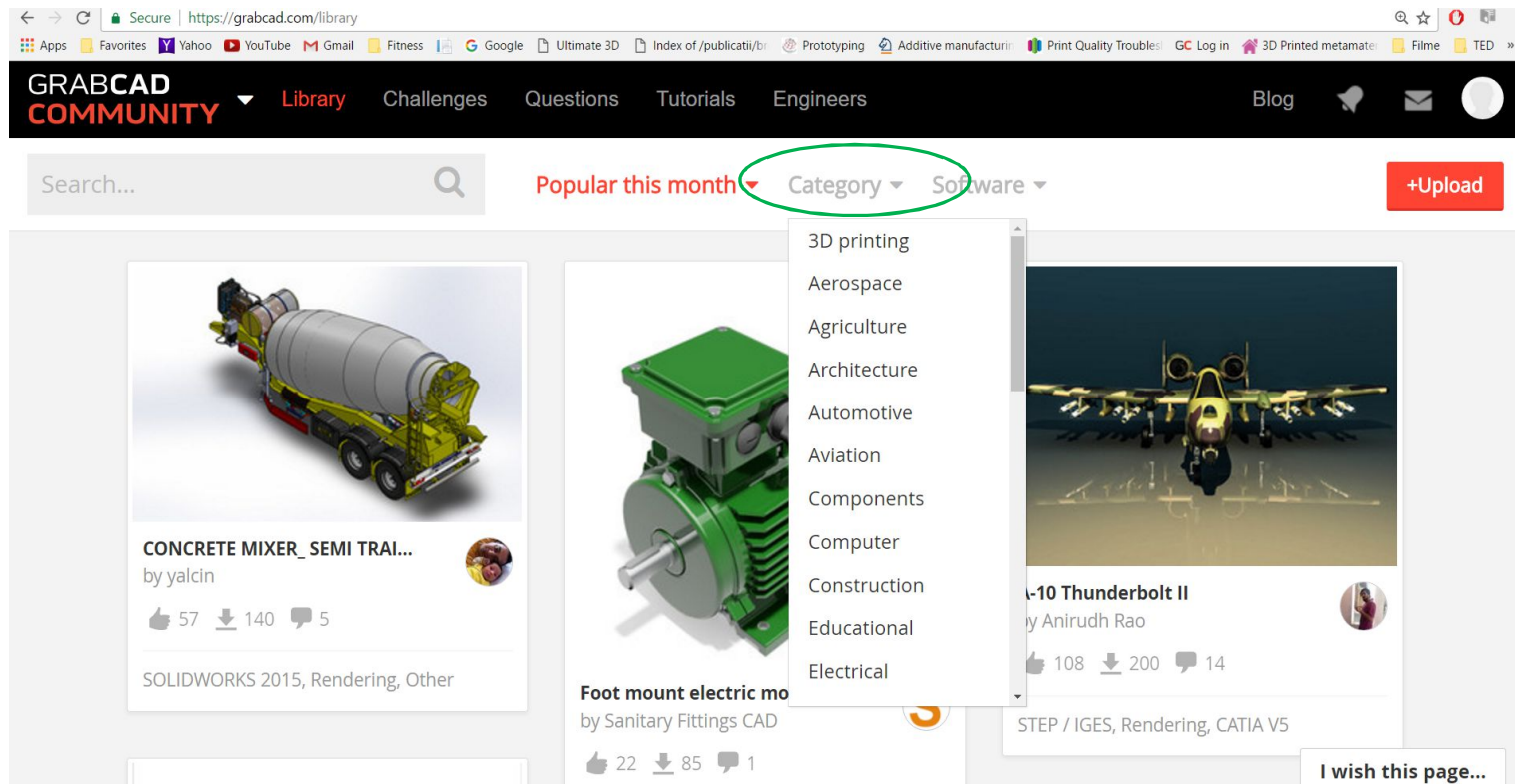 Secure | https://grabcad.com/library
Apps Favorites Yahoo YouTube Gmail Fitness G Google Ultimate 3D Index of /publicatii/br Prototyping Additive manufacturin Print Quality Troubles GC Log in 3D Printed metamater Filme TED »
GRABCAD
COMMUNITY
Library Challenges Questions Tutorials Engineers Blog
Search... Popular this month Category Software +Upload
3D printing
Aerospace
Agriculture
Architecture
Automotive
Aviation
Components
Computer
Construction
Educational
Electrical
CONCRETE MIXER_ SEMI TRAI...
by yalcin
57 140 5
SOLIDWORKS 2015, Rendering, Other
Foot mount electric mo
by Sanitary Fittings CAD
22 85 1
-10 Thunderbolt II
by Anirudh Rao
108 200 14
STEP / IGES, Rendering, CATIA V5
I wish this page...